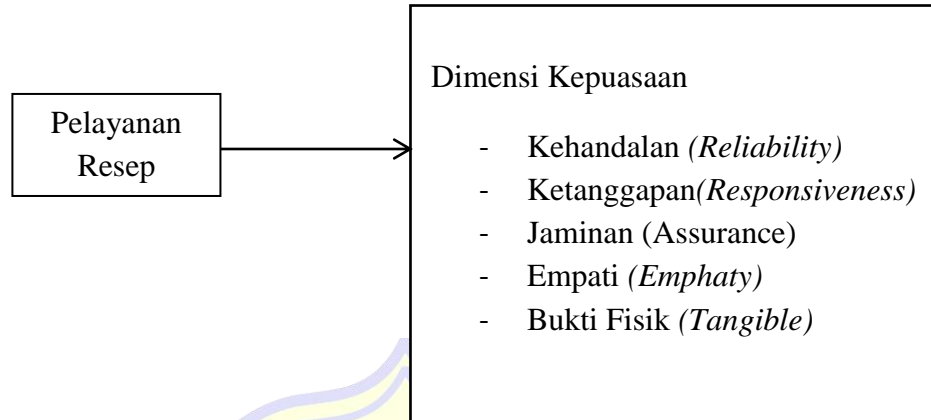 Pelayanan
Resep
Dimensi Kepuasaan
- Kehandalan (Reliability)
- Ketanggapan(Responsiveness)
- Jaminan (Assurance)
- Empati (Emphaty)
- Bukti Fisik (Tangible)